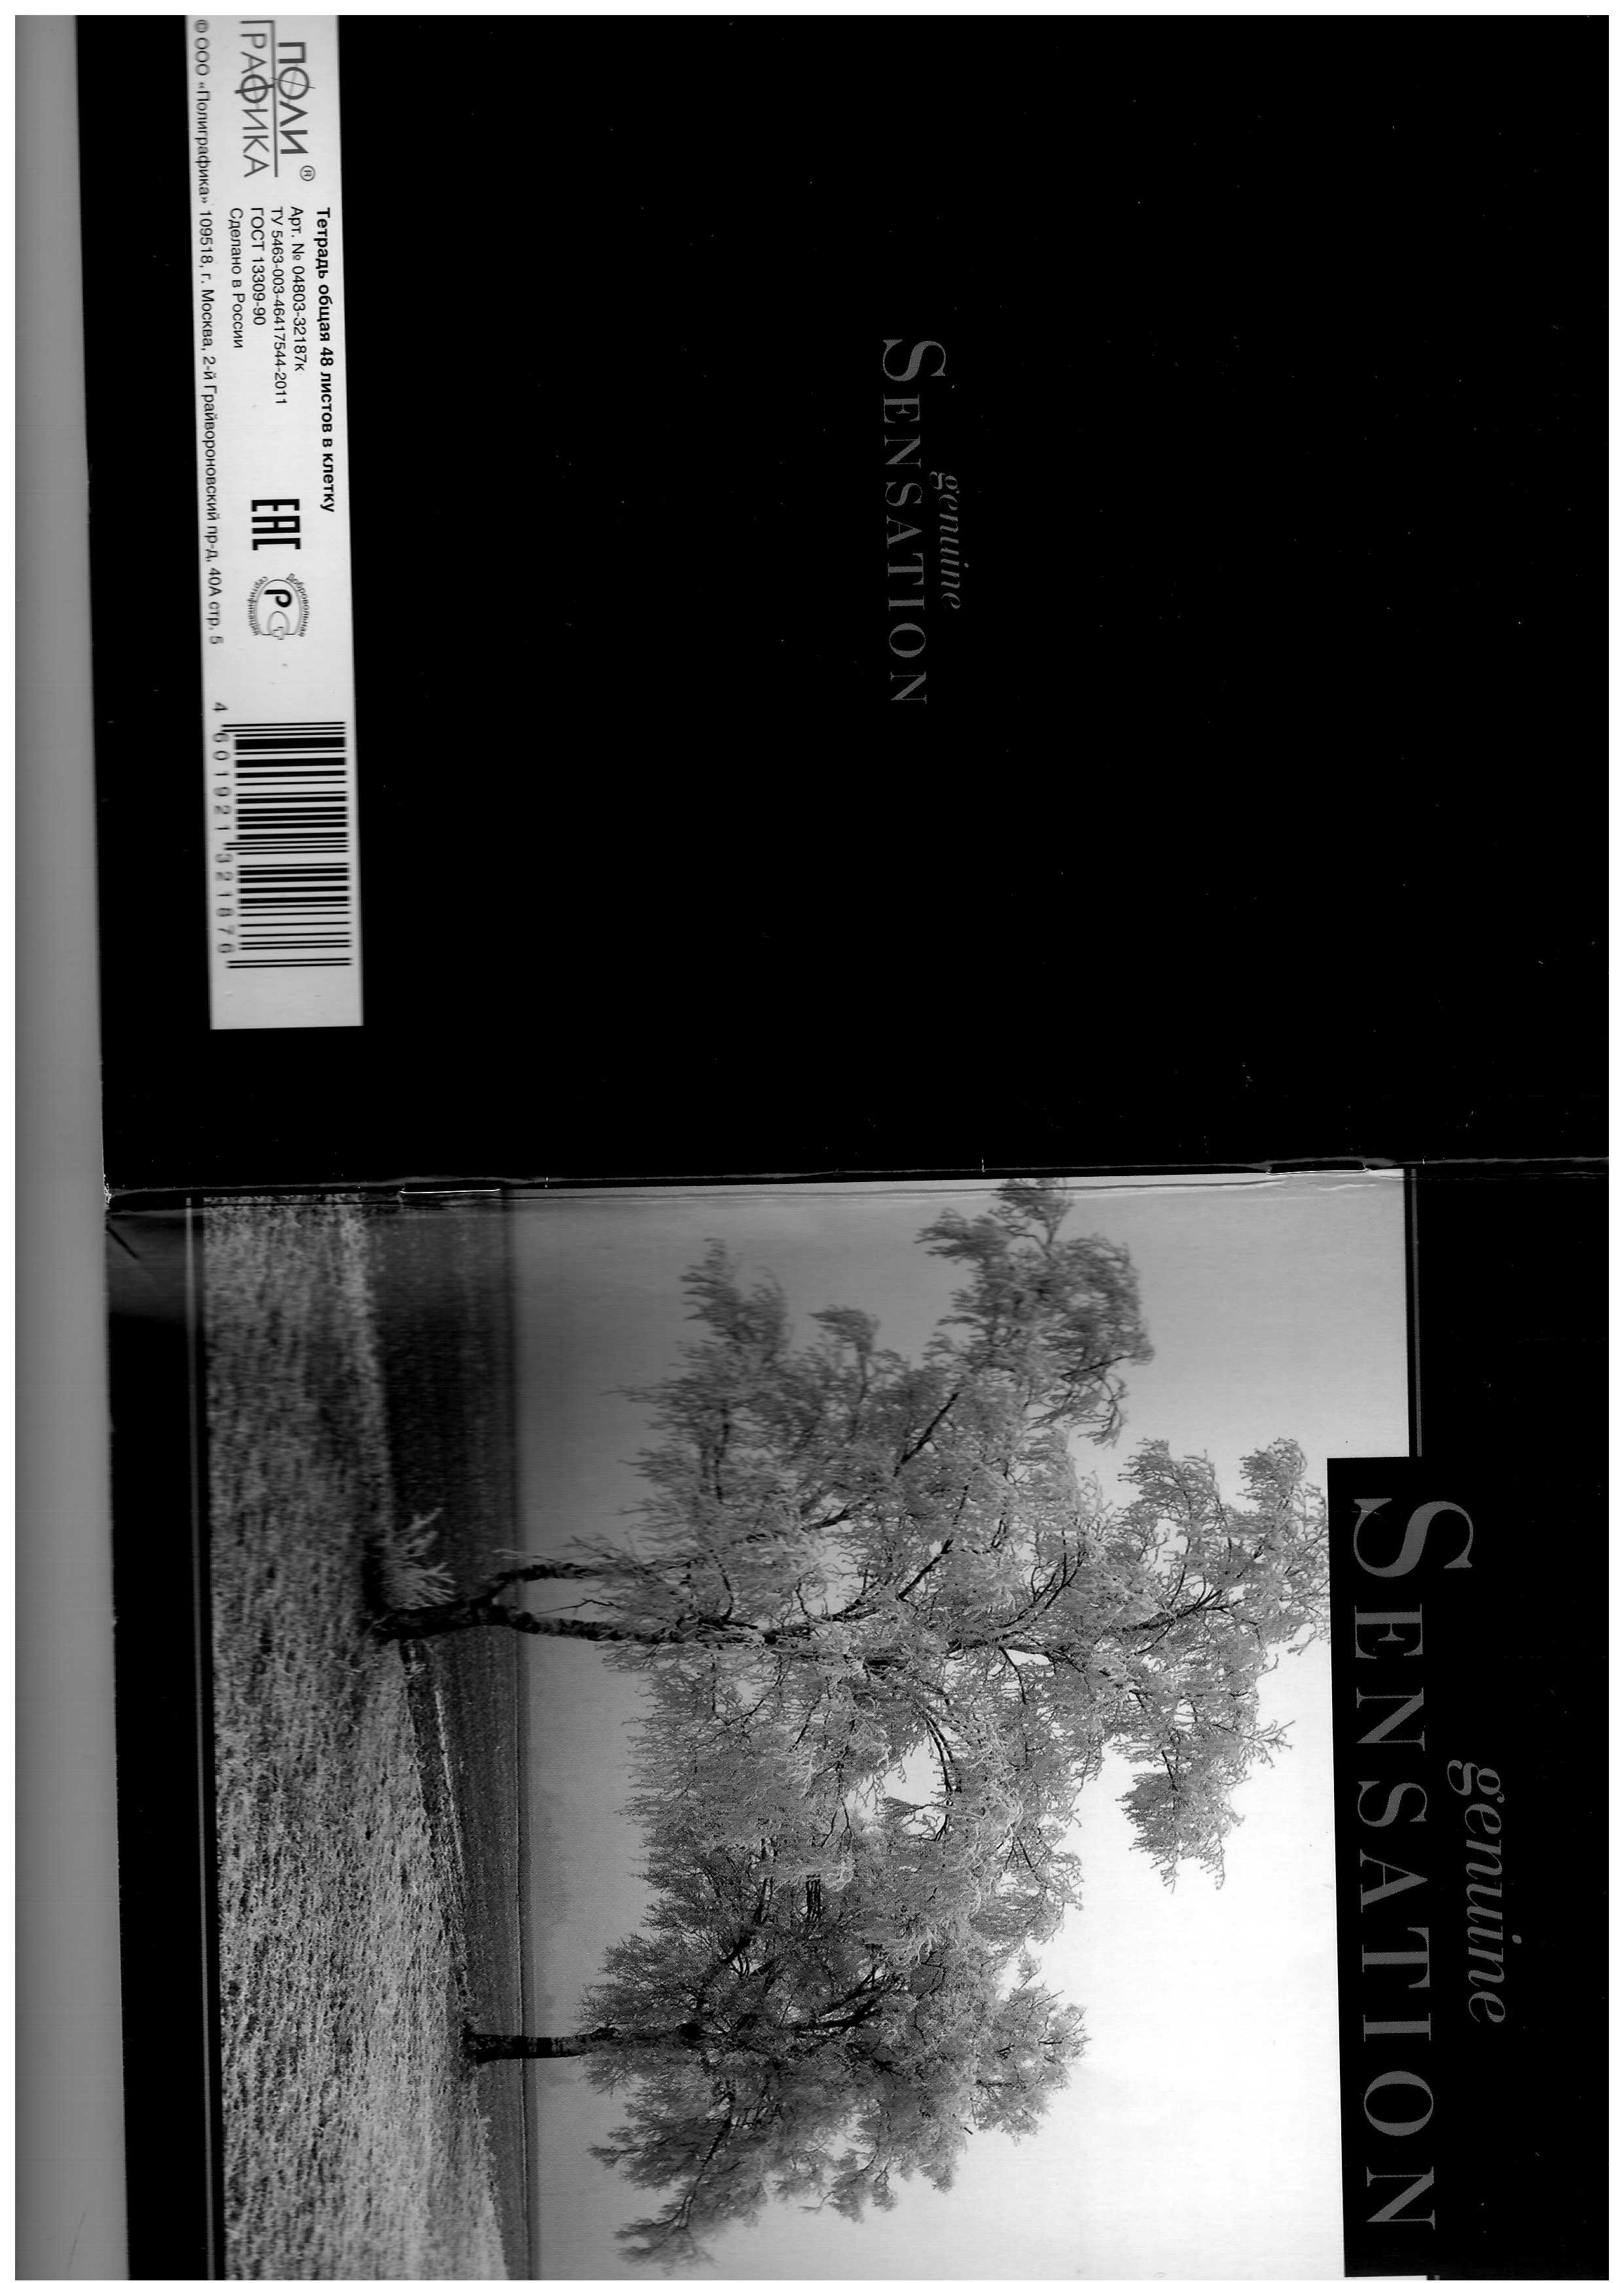 genuine
SENSATION
ПОЛИ
ГРАФИКА ®
Тетрадь общая 48 листов в клетку
Арт. № 04803-32187к
ТУ 5463-003-46417544-2011
ГОСТ 13309-90
Сделано в России
ЕАС
Добровольная
сертификация
© ООО «Полиграфика» 109518, г. Москва, 2-й Грайвороновский пр-д, 40А стр. 5
4 601921 321876
genuine
SENSATION